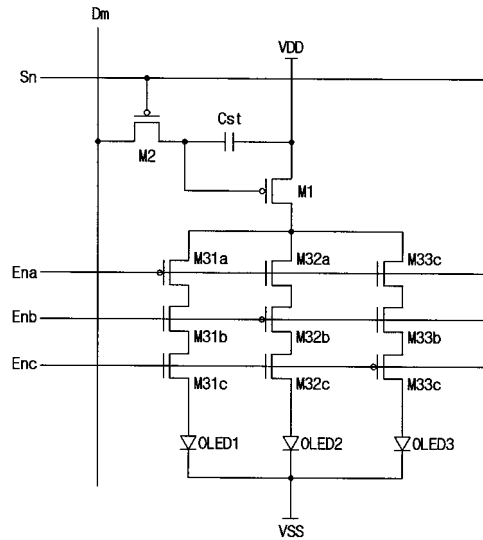 Dm
VDD
Sn
Cst
M2
M1
M31a M32a M33c
Ena
Enb
M31b M32b M33b
Enc
M31c M32c M33c
OLED1 OLED2 OLED3
VSS